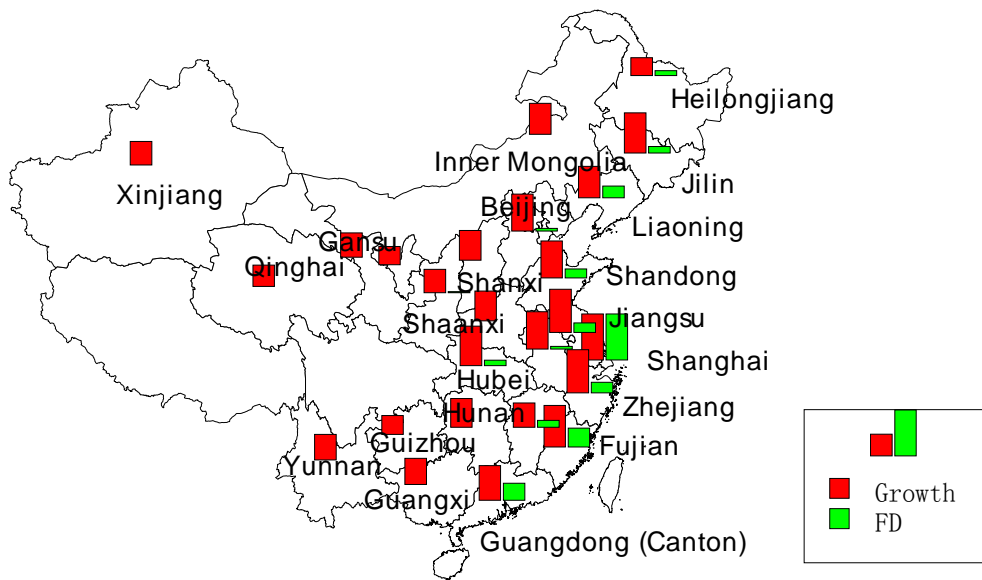 Heilongjiang
Inner Mongolia
Jilin
Xinjiang
Beijing
Liaoning
Gansu
Qinghai
Shanxi
Shandong
Shaanxi
Jiangsu
Shanghai
Hubei
Hunan
Zhejiang
Guizhou
Fujian
Yunnan
Guangxi
Guangdong (Canton)
Growth
FD